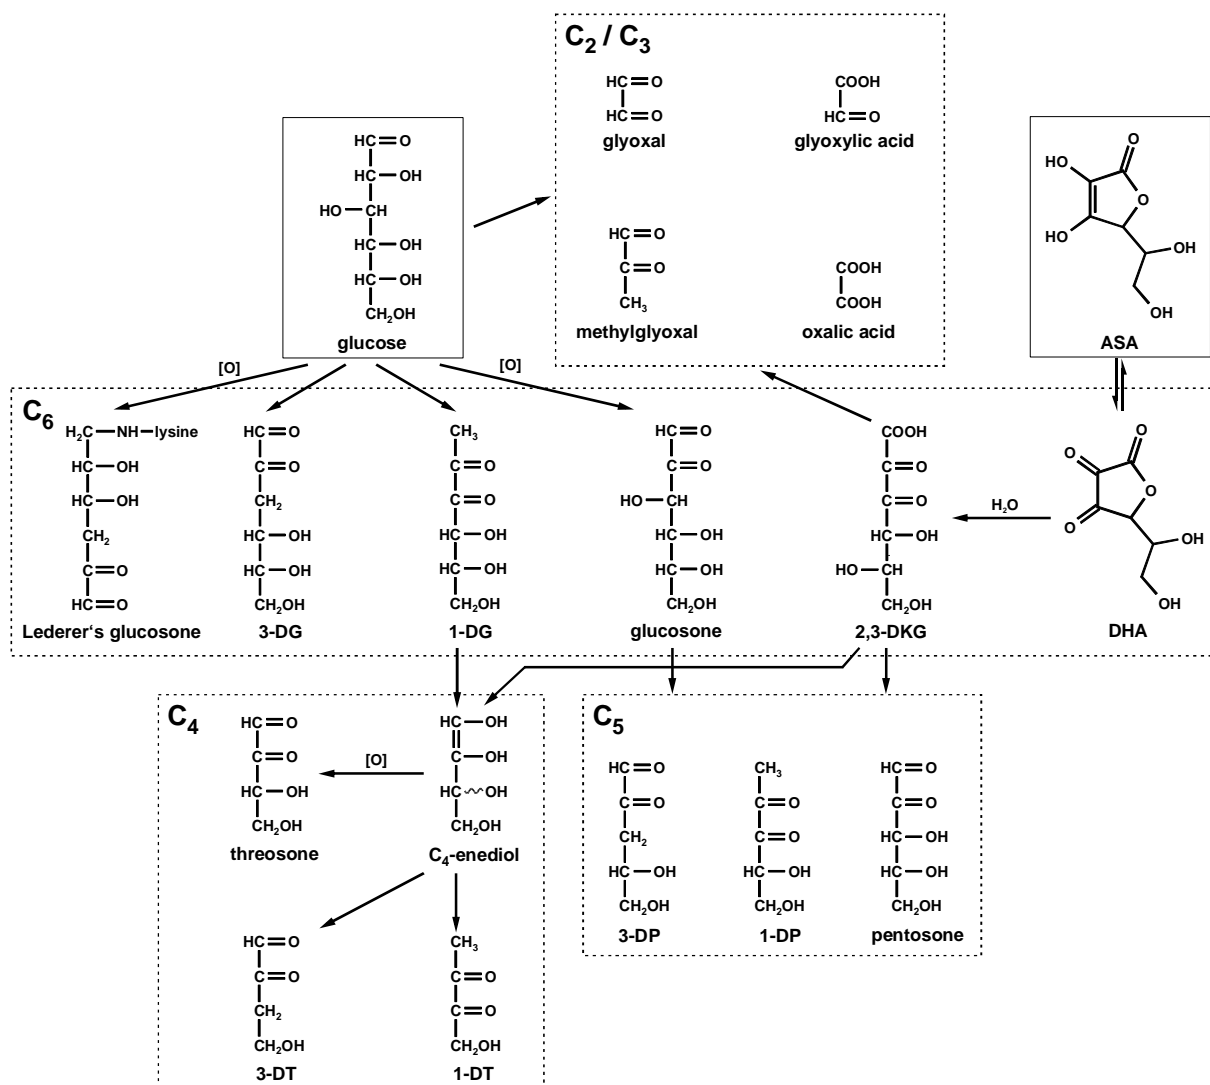 C2 / C3
HC=O
HC=O
glyoxal
COOH
HC=O
glyoxylic acid
HC=O
C=O
CH3
methylglyoxal
COOH
COOH
oxalic acid
HC=O
HC-OH
HO-CH
HC-OH
HC-OH
CH2OH
glucose
O
HO
O
HO
OH
OH
ASA
[O]
[O]
C6
H2C-NH-lysine
HC-OH
HC-OH
CH2
C=O
HC=O
Lederer‘s glucosone
HC=O
C=O
CH2
HC-OH
HC-OH
CH2OH
3-DG
CH3
C=O
C=O
HC-OH
HC-OH
CH2OH
1-DG
HC=O
C=O
HO-CH
HC-OH
HC-OH
CH2OH
glucosone
COOH
C=O
C=O
HC-OH
HO-CH
CH2OH
2,3-DKG
H2O
O
O
O
O
OH
OH
DHA
C4
HC=O
C=O
HC-OH
CH2OH
threosone
[O]
HC-OH
C-OH
HC~OH
CH2OH
C4-enediol
HC=O
C=O
CH2
CH2OH
3-DT
CH3
C=O
C=O
CH2OH
1-DT
C5
HC=O
C=O
CH2
HC-OH
CH2OH
3-DP
CH3
C=O
C=O
HC-OH
CH2OH
1-DP
HC=O
C=O
HC-OH
HC-OH
CH2OH
pentosone